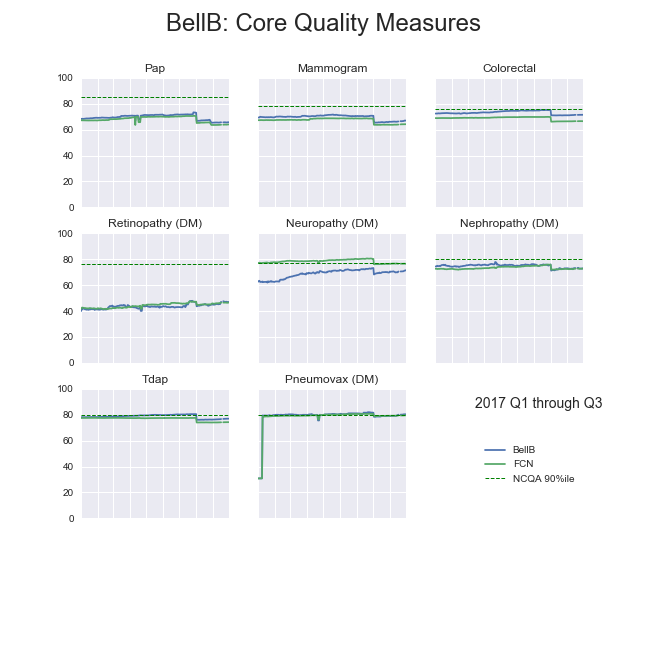 BellB: Core Quality Measures
Pap
Mammogram
Colorectal
100
80
60
40
20
0
Retinopathy (DM)
Neuropathy (DM)
Nephropathy (DM)
100
80
60
40
20
0
Tdap
Pneumovax (DM)
100
80
60
40
20
0
2017 Q1 through Q3
BellB
FCN
NCQA 90%ile